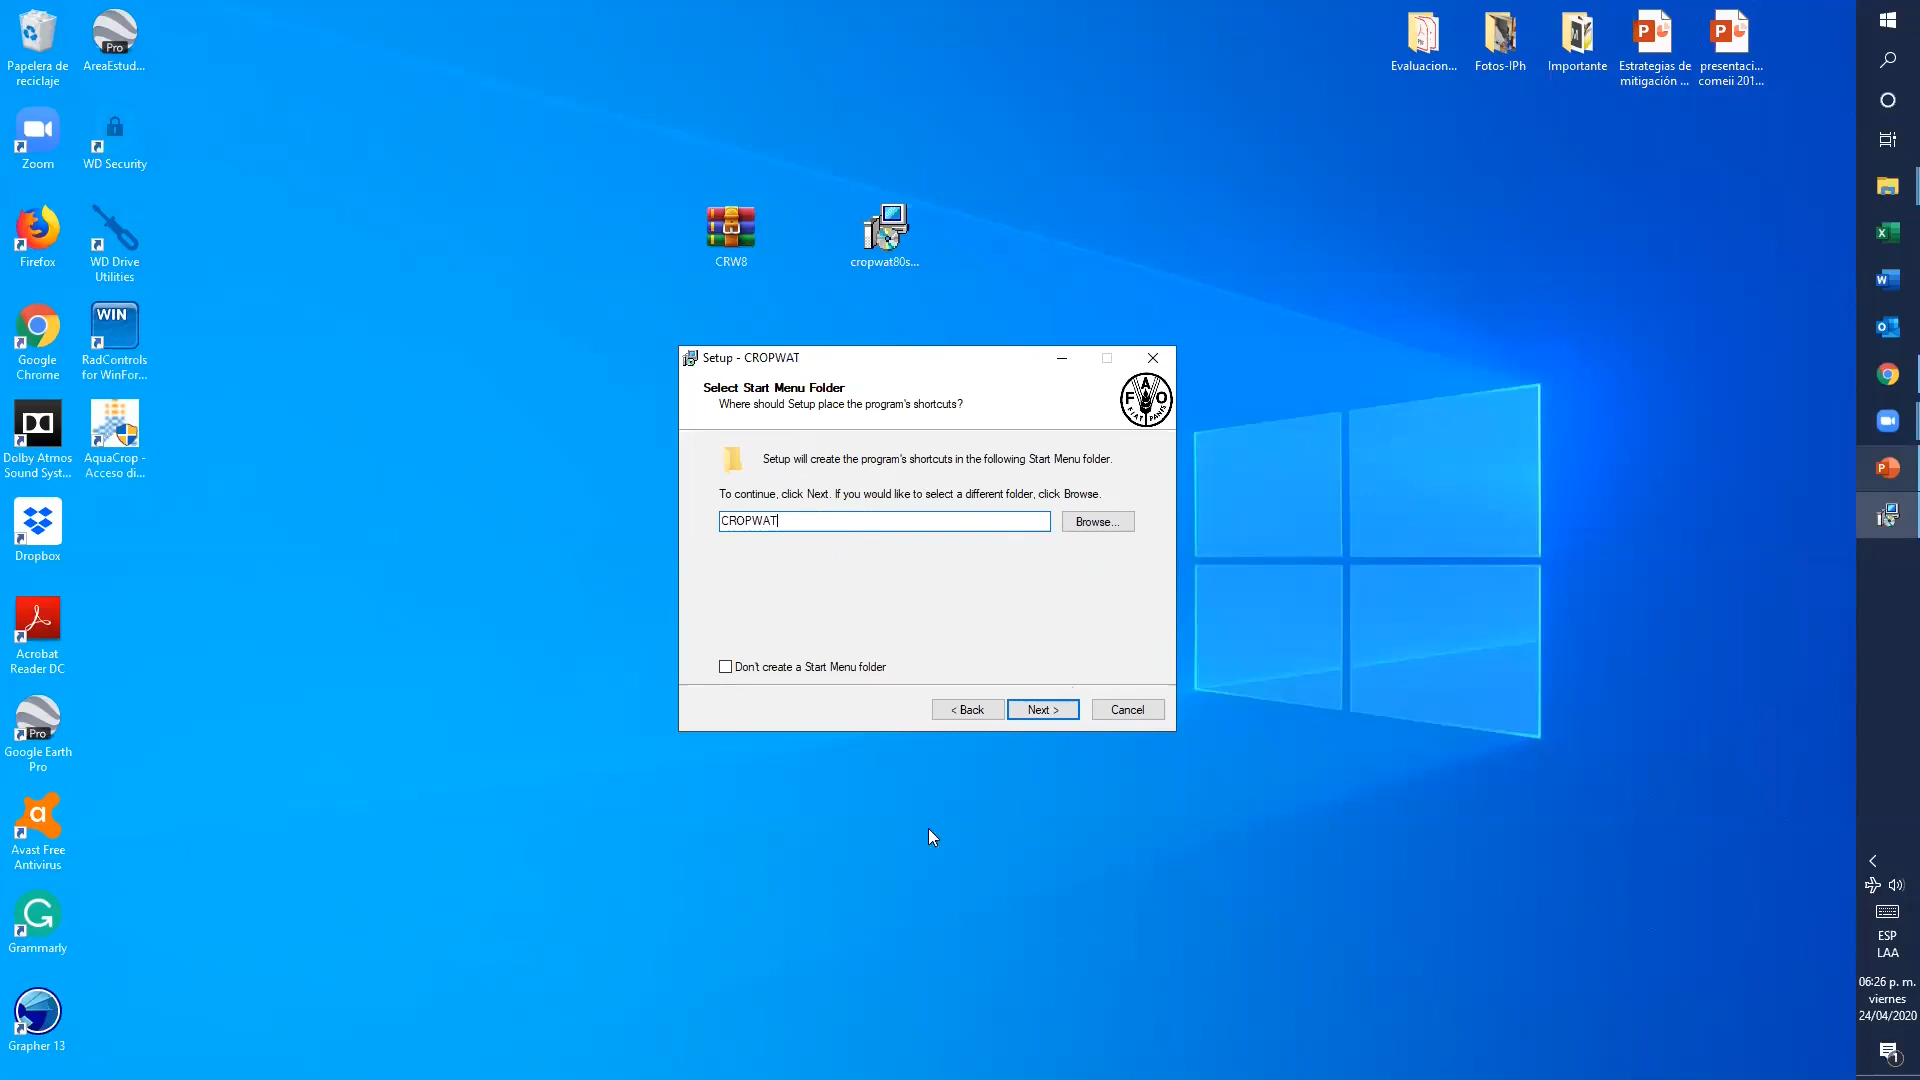 Papelera de
reciclaje
Pro
AreaEstud...
Zoom
WD Security
Firefox
WD Drive
Utilities
Google
Chrome
WIN
RadControls
for WinFor...
Dolby Atmos
Sound Syst...
AquaCrop -
Acceso di...
Dropbox
Acrobat
Reader DC
Pro
Google Earth
Pro
Avast Free
Antivirus
Grammarly
Grapher 13
CRW8
cropwat80s...
Evaluacion...
Fotos-IPh
Importante
Estrategias de
mitigación ...
presentaci...
comeii 201...
Setup - CROPWAT
Select Start Menu Folder
Where should Setup place the program's shortcuts?
F A O
FIAT PANIS
Setup will create the program's shortcuts in the following Start Menu folder.
To continue, click Next. If you would like to select a different folder, click Browse.
CROPWAT
Browse...
Don't create a Start Menu folder
< Back
Next >
Cancel
ESP
LAA
06:26 p. m.
viernes
24/04/2020
1